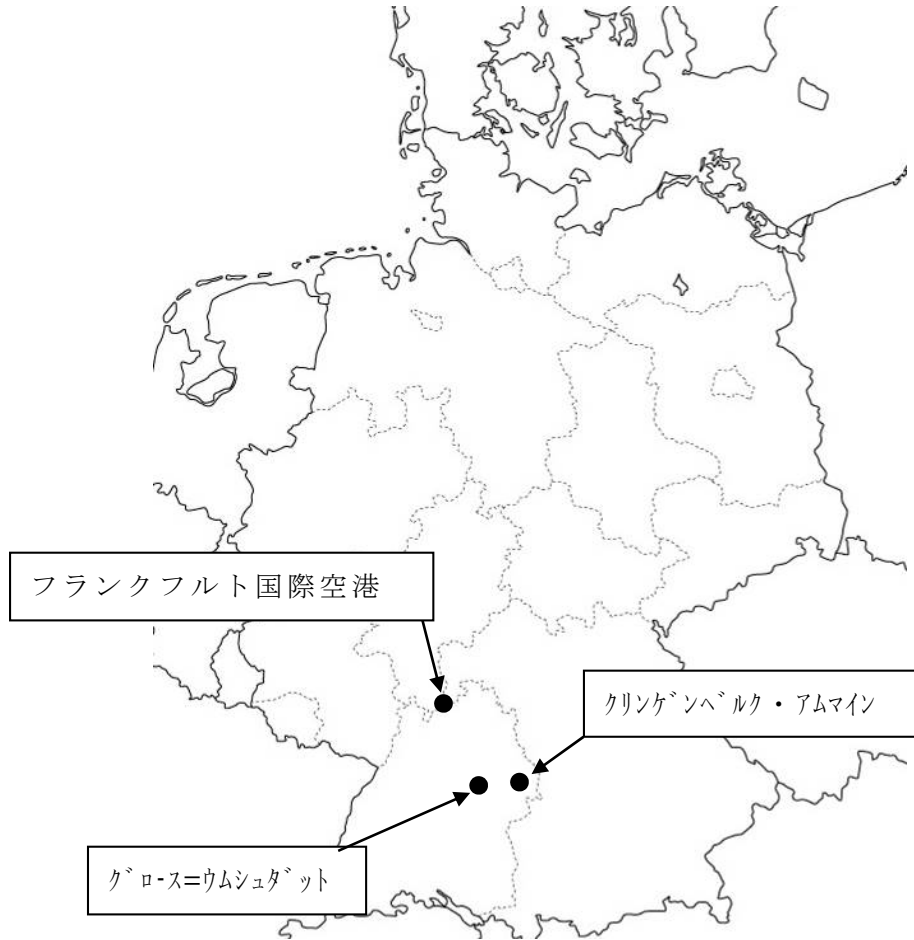 フランクフルト国際空港
クリンゲンベルク・アムマイン
グロース=ウムシュダット